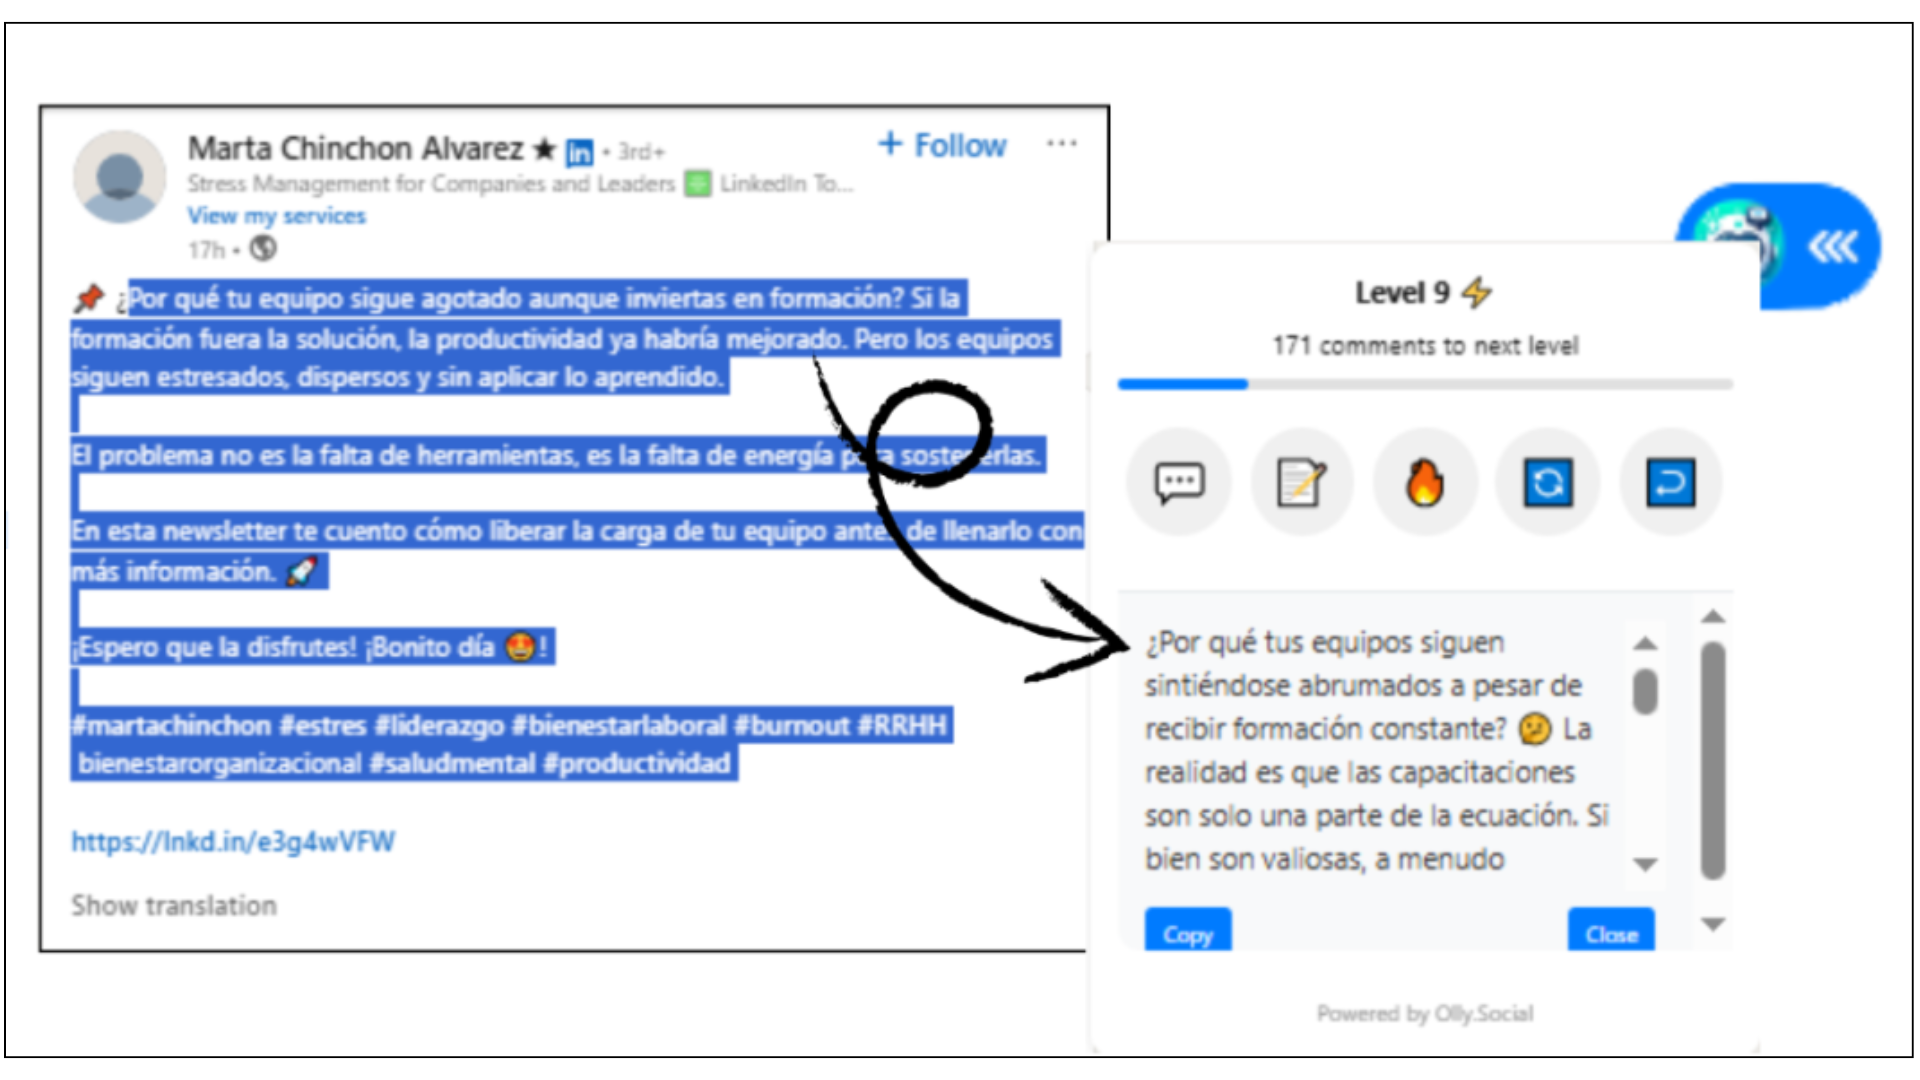 Marta Chinchon Alvarez ★ in • 3rd+
+ Follow ...
Stress Management for Companies and Leaders LinkedIn To...
View my services
17h •
📌 ¿Por qué tu equipo sigue agotado aunque inviertas en formación? Si la
formación fuera la solución, la productividad ya habría mejorado. Pero los equipos
siguen estresados, dispersos y sin aplicar lo aprendido.
El problema no es la falta de herramientas, es la falta de energía para sostenerlas.
En esta newsletter te cuento cómo liberar la carga de tu equipo antes de llenarlo con
más información. 🚀
¡Espero que la disfrutes! ¡Bonito día 🤩!
#martachinchon #estres #liderazgo #bienestarlaboral #burnout #RRHH
bienestarorganizacional #saludmental #productividad
https://lnkd.in/e3g4wVFW
Show translation
Level 9 ⚡
171 comments to next level
¿Por qué tus equipos siguen
sintiéndose abrumados a pesar de
recibir formación constante? 🤔 La
realidad es que las capacitaciones
son solo una parte de la ecuación. Si
bien son valiosas, a menudo
Copy
Close
Powered by Olly.Social